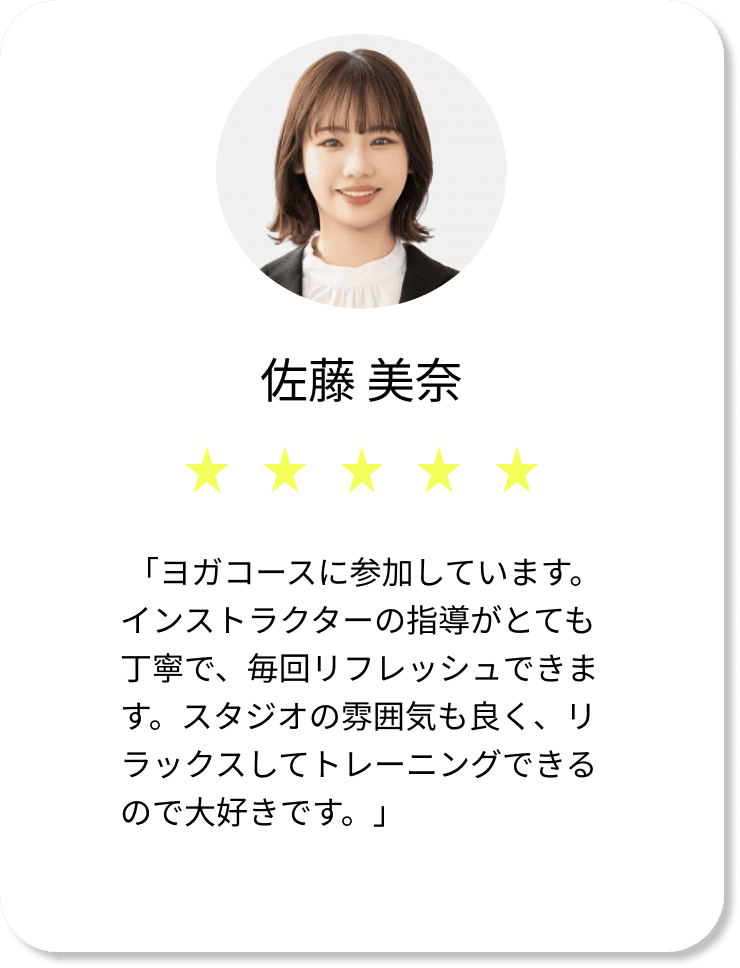 佐藤 美奈
★ ★ ★ ★ ★
「ヨガコースに参加しています。
インストラクターの指導がとても
丁寧で、毎回リフレッシュできま
す。スタジオの雰囲気も良く、リ
ラックスしてトレーニングできる
ので大好きです。」